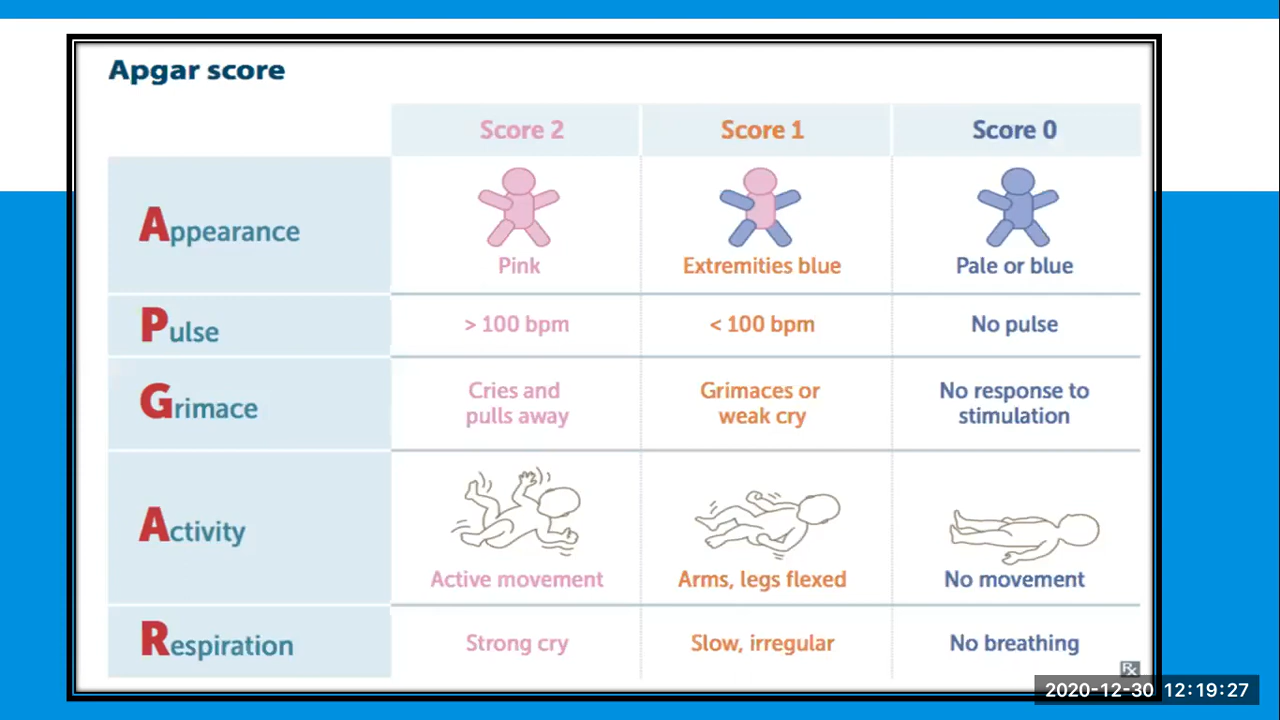 Apgar score
Score 2 Score 1 Score 0
Appearance
Pink Extremities blue Pale or blue
Pulse > 100 bpm < 100 bpm No pulse
Grimace
Cries and Grimaces or No response to
pulls away weak cry stimulation
Activity
Active movement Arms, legs flexed No movement
Respiration Strong cry Slow, irregular No breathing
Rx
2020-12-30 12:19:27